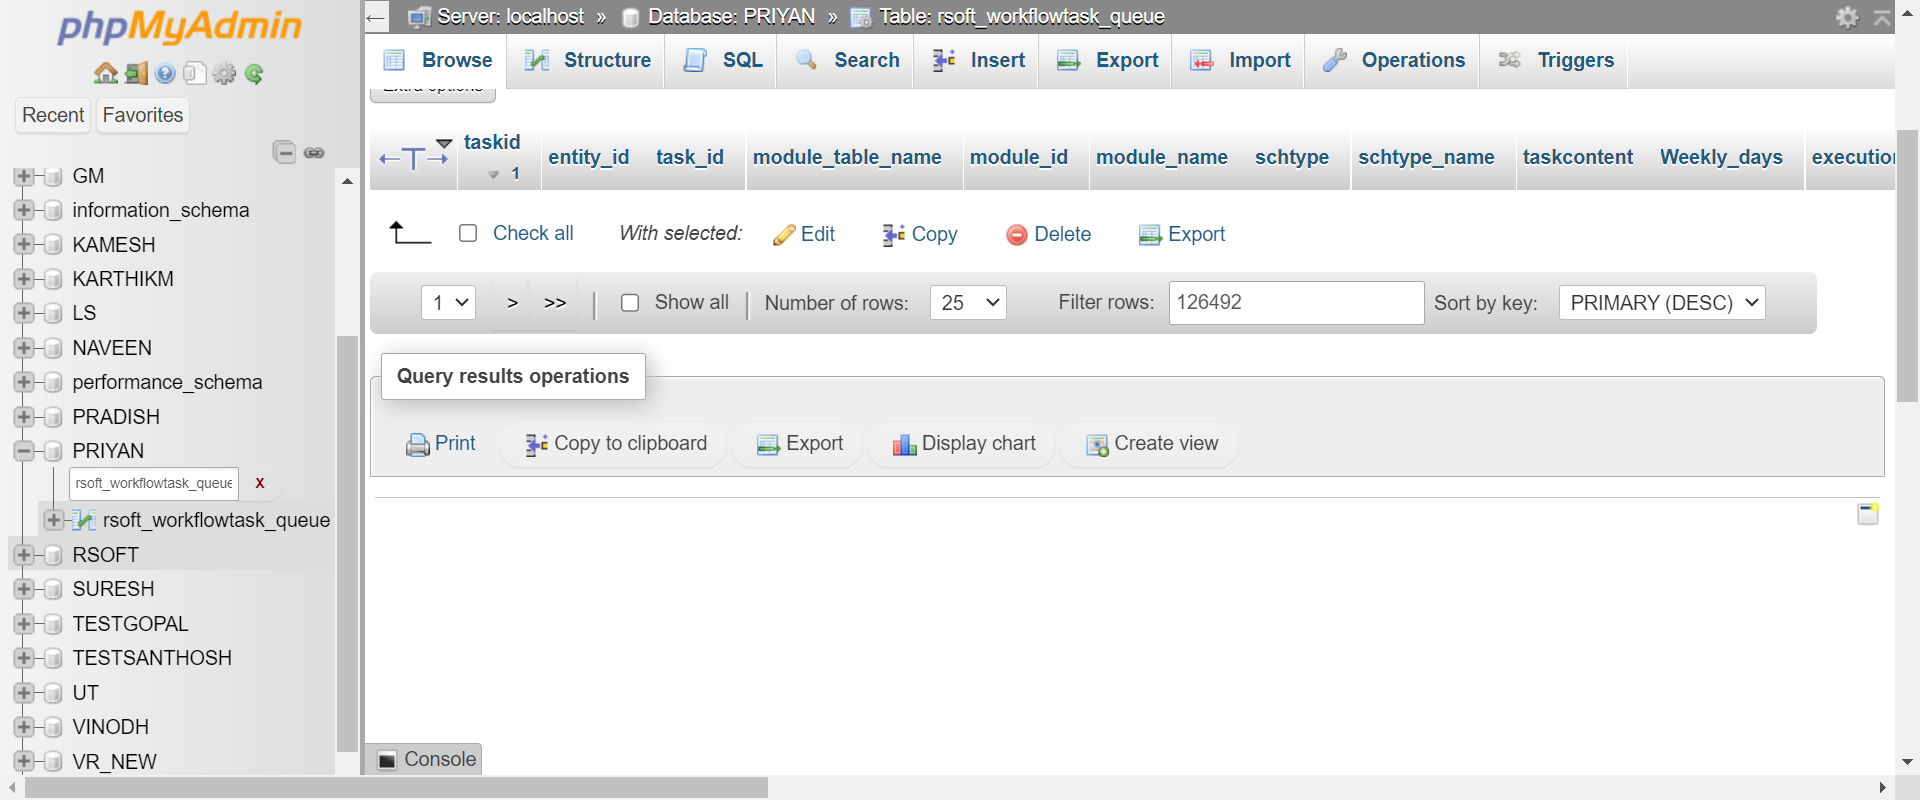 phpMyAdmin
Recent
Favorites
GM
information_schema
KAMESH
KARTHIKM
LS
NAVEEN
performance_schema
PRADISH
PRIYAN
rsoft_workflowtask_queue
X
rsoft_workflowtask_queue
RSOFT
SURESH
TESTGOPAL
TESTSANTHOSH
UT
VINODH
VR_NEW
Server: localhost » Database: PRIYAN » Table: rsoft_workflowtask_queue
Browse Structure SQL Search Insert Export Import Operations Triggers
Extra options
taskid 1 entity_id task_id module_table_name module_id module_name schtype schtype_name taskcontent Weekly_days execution
Check all With selected: Edit Copy Delete Export
1 > >> | Show all | Number of rows: 25 Filter rows: 126492 Sort by key: PRIMARY (DESC)
Query results operations
Print Copy to clipboard Export Display chart Create view
Console